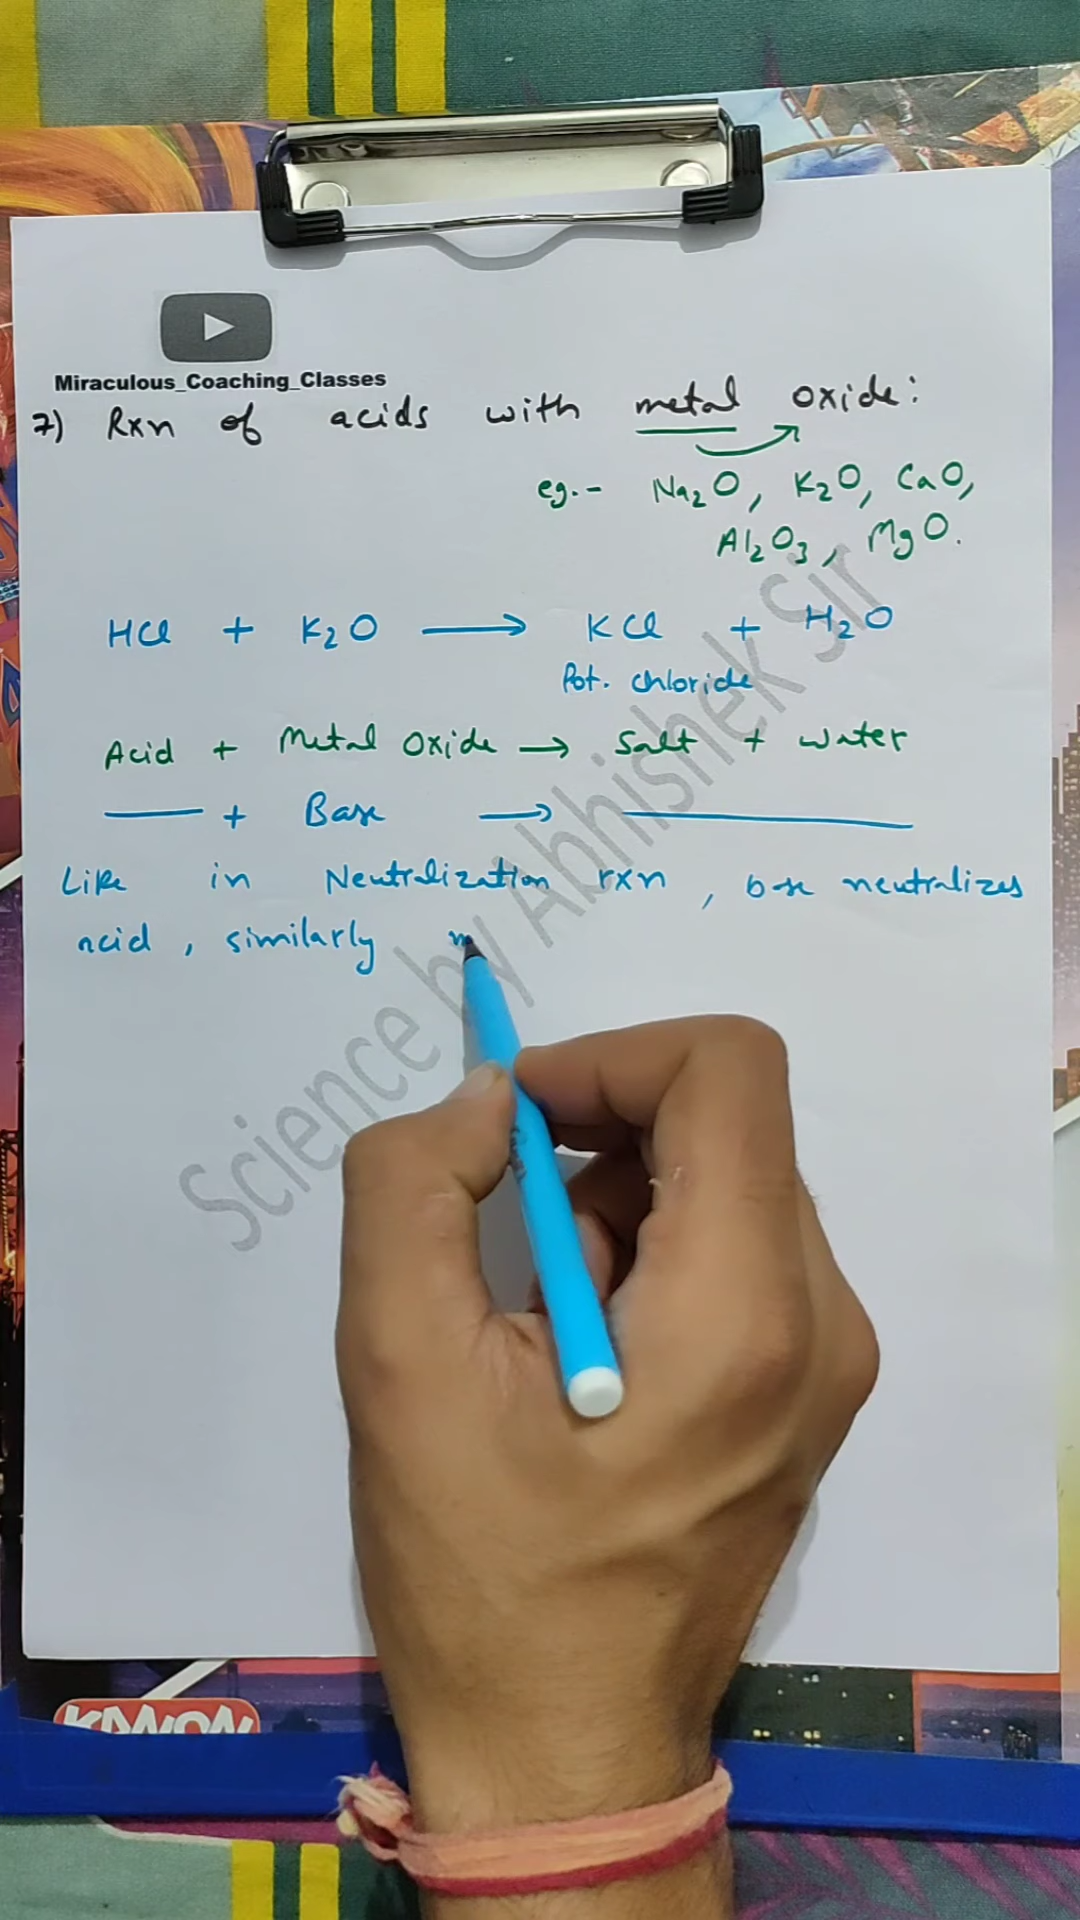 Miraculous_Coaching_Classes
7) Rxn of acids with metal oxide:
eg.- Na₂O, K₂O, CaO,
Al₂O₃, MgO.
HCl + K₂O ⟶ KCl + H₂O
Pot. chloride
Acid + Metal Oxide → Salt + water
—— + Base → ——
Like in Neutralization rxn, base neutralizes
acid, similarly m
Science by Abhishek Sir
KAWON